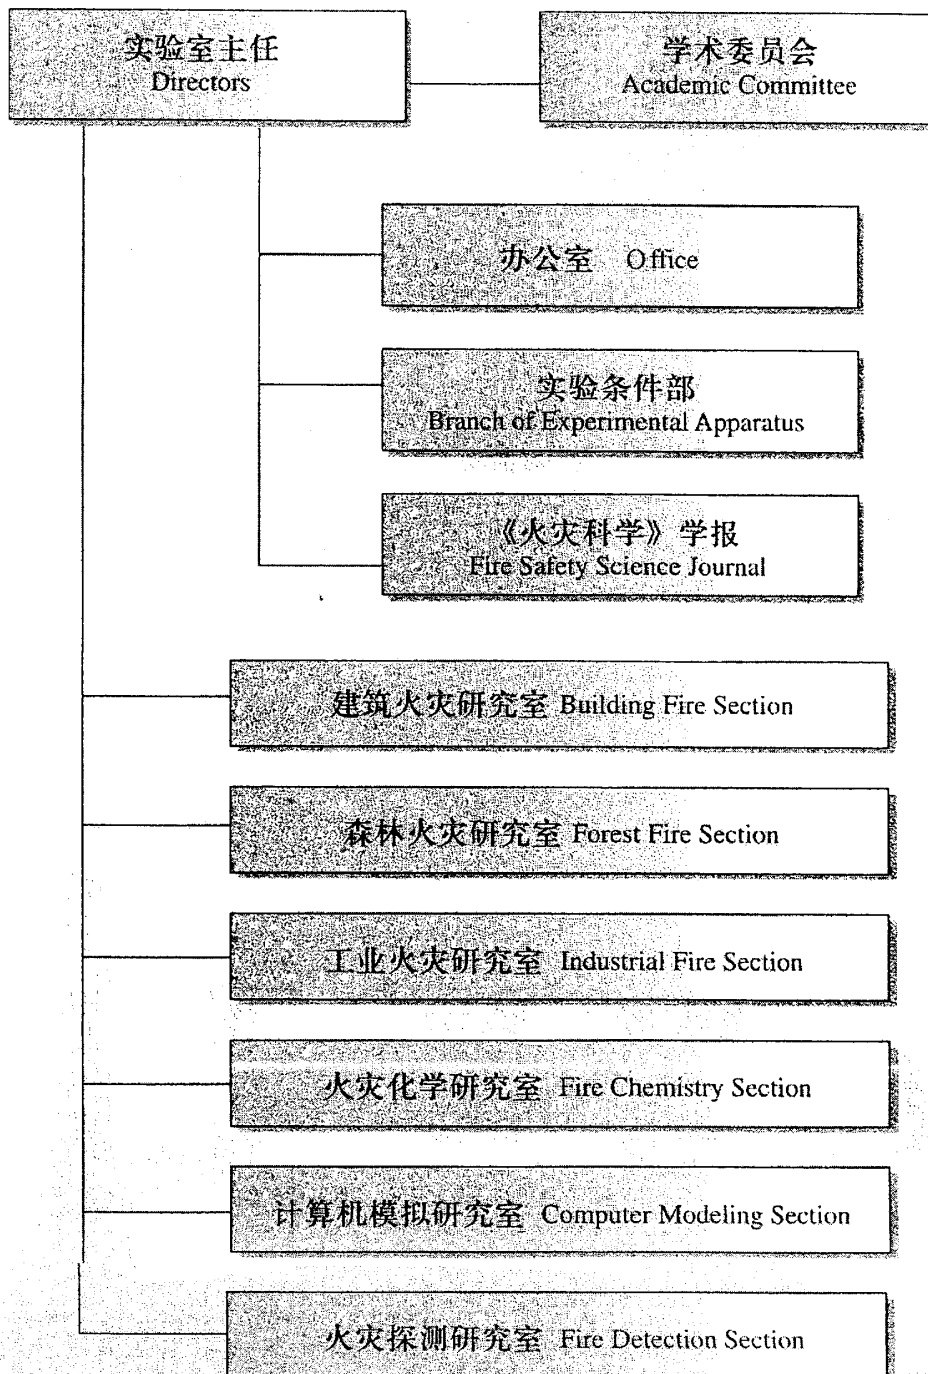 实验室主任
Directors
学术委员会
Academic Committee
办公室 Office
实验条件部
Branch of Experimental Apparatus
《火灾科学》学报
Fire Safety Science Journal
建筑火灾研究室 Building Fire Section
森林火灾研究室 Forest Fire Section
工业火灾研究室 Industrial Fire Section
火灾化学研究室 Fire Chemistry Section
计算机模拟研究室 Computer Modeling Section
火灾探测研究室 Fire Detection Section